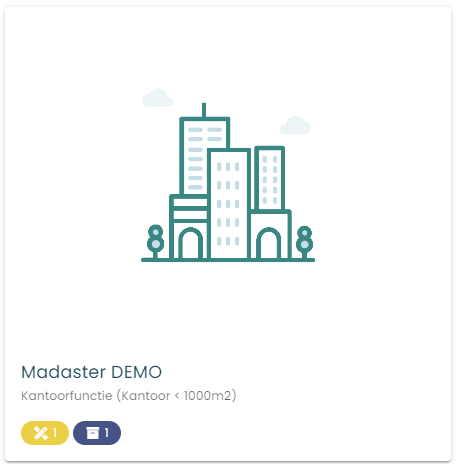 Madaster DEMO
Kantoorfunctie (Kantoor < 1000m2)
1 1